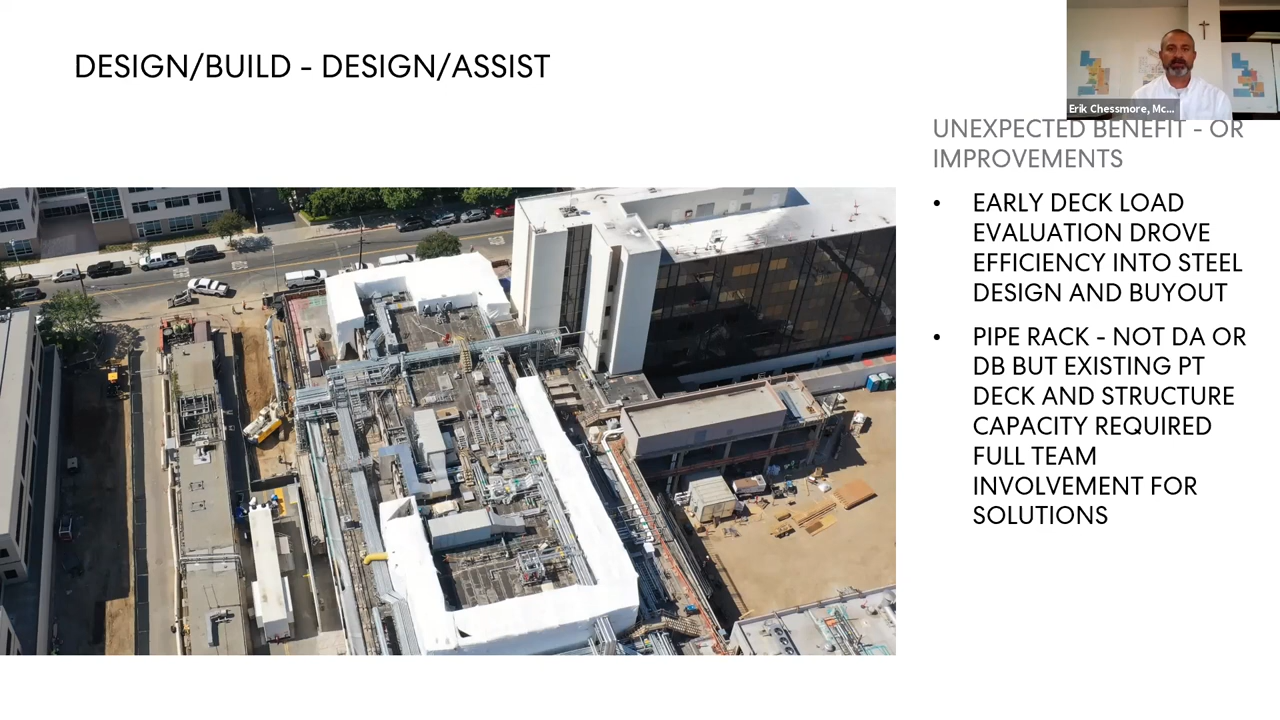 DESIGN/BUILD - DESIGN/ASSIST
Erik Chessmore, Mc...
UNEXPECTED BENEFIT - OR
IMPROVEMENTS
• EARLY DECK LOAD
EVALUATION DROVE
EFFICIENCY INTO STEEL
DESIGN AND BUYOUT
• PIPE RACK - NOT DA OR
DB BUT EXISTING PT
DECK AND STRUCTURE
CAPACITY REQUIRED
FULL TEAM
INVOLVEMENT FOR
SOLUTIONS